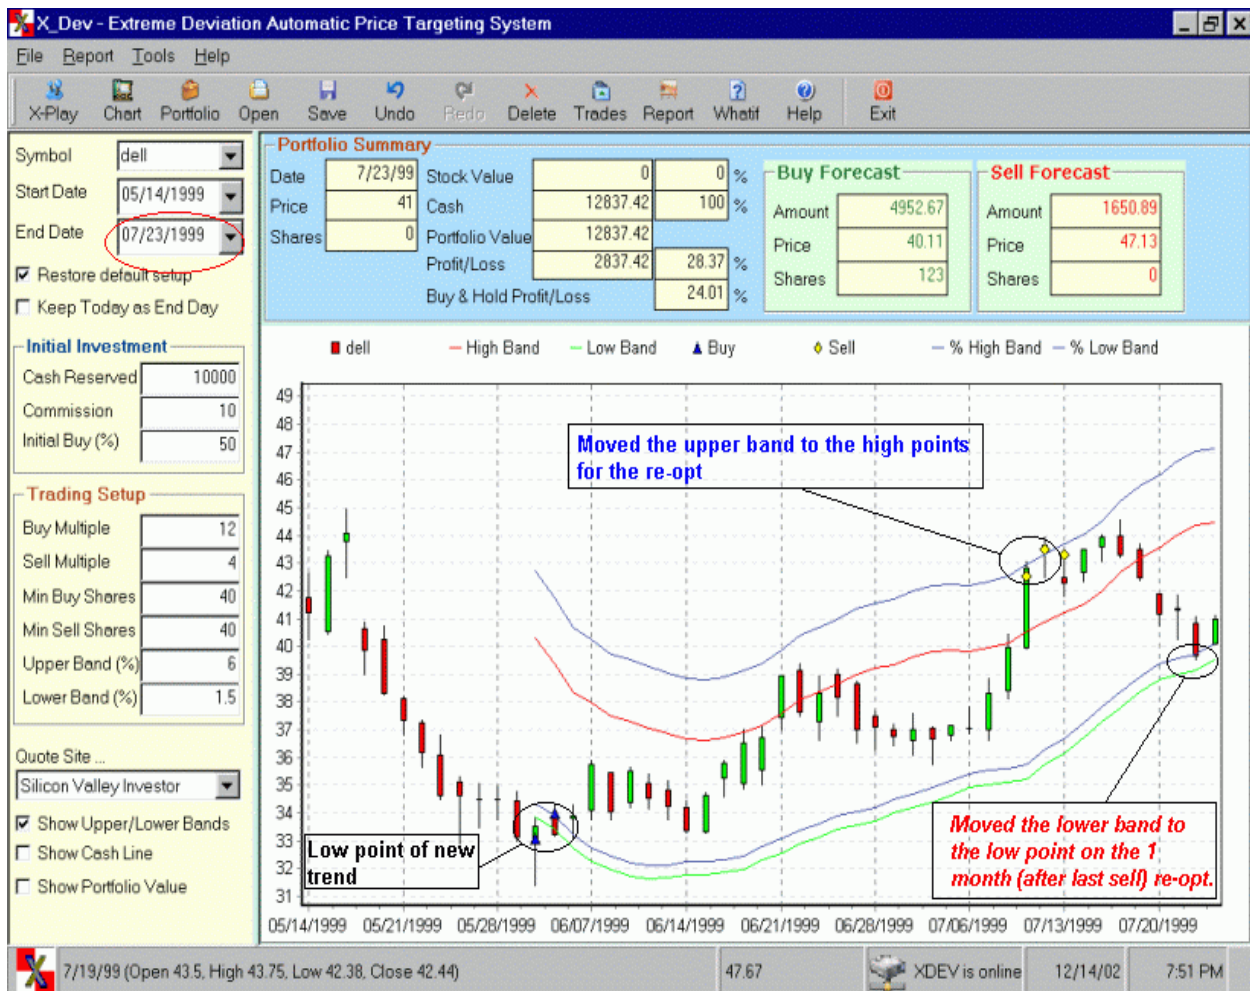 X_Dev - Extreme Deviation Automatic Price Targeting System
File Report Tools Help
X-Play Chart Portfolio Open Save Undo Redo Delete Trades Report Whatif Help Exit
Symbol dell
Start Date 05/14/1999
End Date 07/23/1999
Restore default setup
Keep Today as End Day
Initial Investment
Cash Reserved 10000
Commission 10
Initial Buy (%) 50
Trading Setup
Buy Multiple 12
Sell Multiple 4
Min Buy Shares 40
Min Sell Shares 40
Upper Band (%) 6
Lower Band (%) 1.5
Quote Site ...
Silicon Valley Investor
Show Upper/Lower Bands
Show Cash Line
Show Portfolio Value
Portfolio Summary
Date 7/23/99 Stock Value 0 0 %
Price 41 Cash 12837.42 100 %
Shares 0 Portfolio Value 12837.42
Profit/Loss 2837.42 28.37 %
Buy & Hold Profit/Loss 24.01 %
Buy Forecast
Amount 4952.67
Price 40.11
Shares 123
Sell Forecast
Amount 1650.89
Price 47.13
Shares 0
dell High Band Low Band Buy Sell % High Band % Low Band
49
48
47
46
45
44
43
42
41
40
39
38
37
36
35
34
33
32
31
Moved the upper band to the high points
for the re-opt
Low point of new
trend
Moved the lower band to
the low point on the 1
month (after last sell) re-opt.
05/14/1999 05/21/1999 05/28/1999 06/07/1999 06/14/1999 06/21/1999 06/28/1999 07/06/1999 07/13/1999 07/20/1999
7/19/99 (Open 43.5, High 43.75, Low 42.38, Close 42.44) 47.67 XDEV is online 12/14/02 7:51 PM